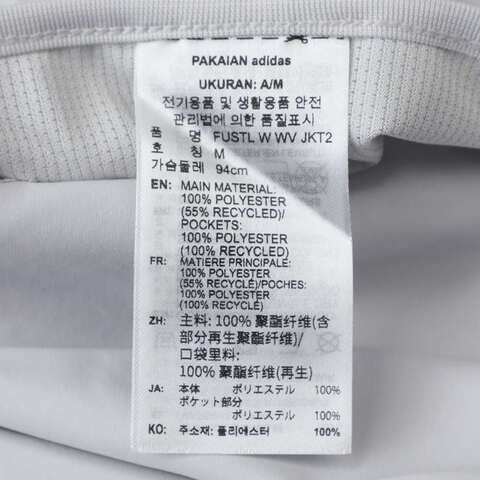 PAKAIAN adidas
UKURAN: A/M
전기용품 및 생활용품 안전
관리법에 의한 품질표시
품 명 FUSTL W WV JKT2
호 칭 M
가슴둘레 94cm
EN: MAIN MATERIAL:
100% POLYESTER
(55% RECYCLED)/
POCKETS:
100% POLYESTER
(100% RECYCLED)
FR: MATIERE PRINCIPALE:
100% POLYESTER
(55% RECYCLÉ)/POCHES:
100% POLYESTER
(100% RECYCLÉ)
ZH: 主料: 100% 聚酯纤维(含
部分再生聚酯纤维)/
口袋里料:
100% 聚酯纤维(再生)
JA: 本体 ポリエステル 100%
ポケット部分
ポリエステル 100%
KO: 주소재: 폴리에스터 100%